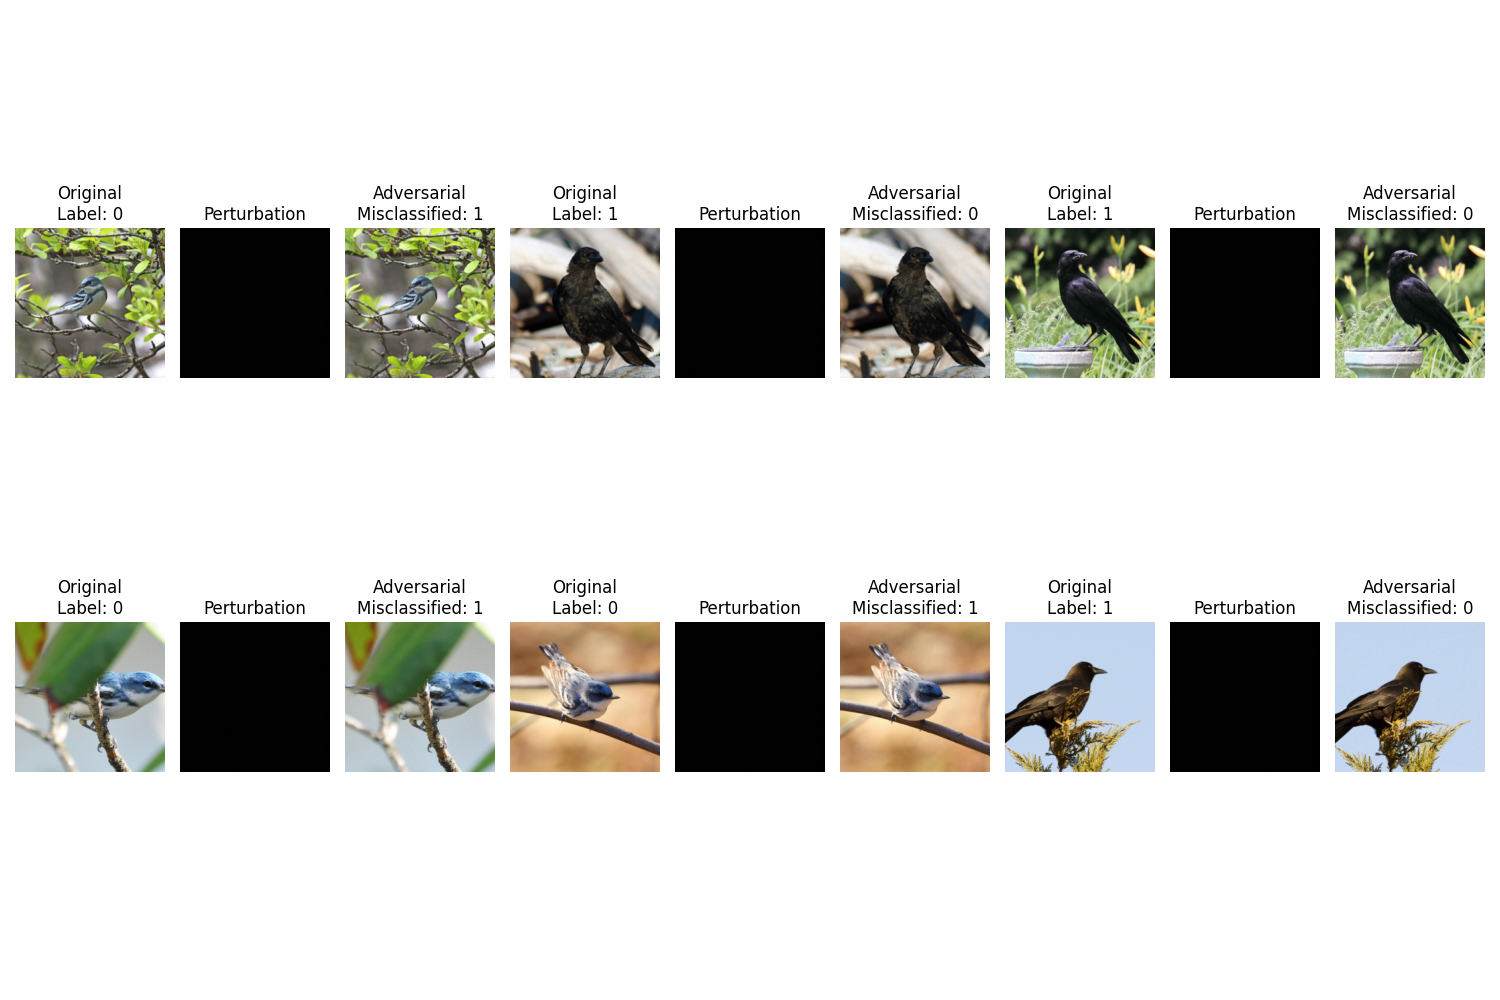 Original
Label: 0
Perturbation
Adversarial
Misclassified: 1
Original
Label: 1
Perturbation
Adversarial
Misclassified: 0
Original
Label: 1
Perturbation
Adversarial
Misclassified: 0
Original
Label: 0
Perturbation
Adversarial
Misclassified: 1
Original
Label: 0
Perturbation
Adversarial
Misclassified: 1
Original
Label: 1
Perturbation
Adversarial
Misclassified: 0